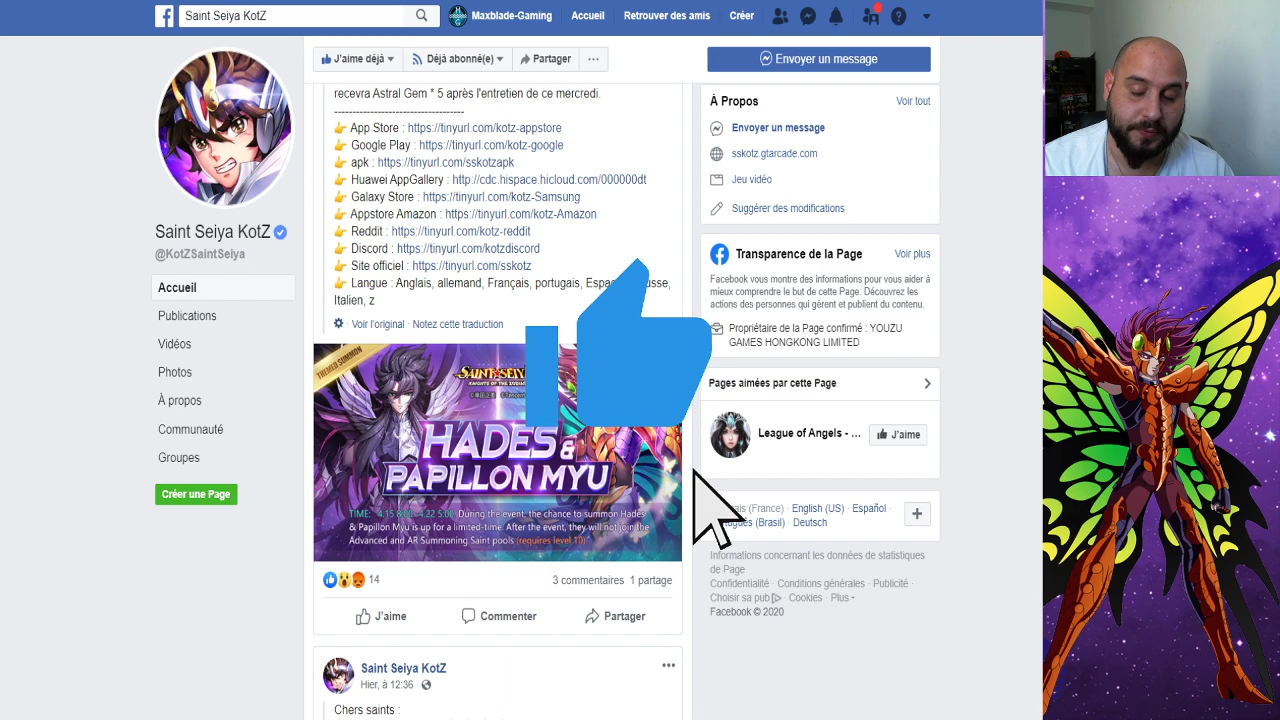 Saint Seiya KotZ
Maxblade-Gaming
Accueil
Retrouver des amis
Créer
J'aime déjà
Déjà abonné(e)
Partager
Envoyer un message
recevra Astral Gem * 5 après l'entretien de ce mercredi.
------------------------------------
App Store : https://tinyurl.com/kotz-appstore
Google Play : https://tinyurl.com/kotz-google
apk : https://tinyurl.com/sskotzapk
Huawei AppGallery : http://cdc.hispace.hicloud.com/000000dt
Galaxy Store : https://tinyurl.com/kotz-Samsung
Appstore Amazon : https://tinyurl.com/kotz-Amazon
Reddit : https://tinyurl.com/kotz-reddit
Discord : https://tinyurl.com/kotzdiscord
Site officiel : https://tinyurl.com/sskotz
Langue : Anglais, allemand, Français, portugais,
Italien, z
Voir l'original · Notez cette traduction
Saint Seiya KotZ
@KotZSaintSeiya
Accueil
Publications
Vidéos
Photos
À propos
Communauté
Groupes
Créer une Page
THEMED SUMMON
HADES &
PAPILLON MYU
TIME: 4.15 8:00 - 4.22 5:00 During the event, the chance to summon Hades
& Papillon Myu is up for a limited-time. After the event, they will not join the
Advanced and AR Summoning Saint pools (requires level 10).
14
3 commentaires 1 partage
J'aime
Commenter
Partager
Saint Seiya KotZ
Hier, à 12:36 ·
Chers saints :
À Propos
Voir tout
Envoyer un message
sskotz.gtarcade.com
Jeu vidéo
Suggérer des modifications
Transparence de la Page
Voir plus
Facebook vous montre des informations pour vous aider à
mieux comprendre le but de cette Page. Découvrez les
actions des personnes qui gèrent et publient du contenu.
Propriétaire de la Page confirmé : YOUZU
GAMES HONGKONG LIMITED
Pages aimées par cette Page
League of Angels - ...
J'aime
(France) · English (US) · Español ·
(Brasil) · Deutsch
Informations concernant les données de statistiques
de Page
Confidentialité · Conditions générales · Publicité ·
Choisir sa pub · Cookies · Plus
Facebook © 2020